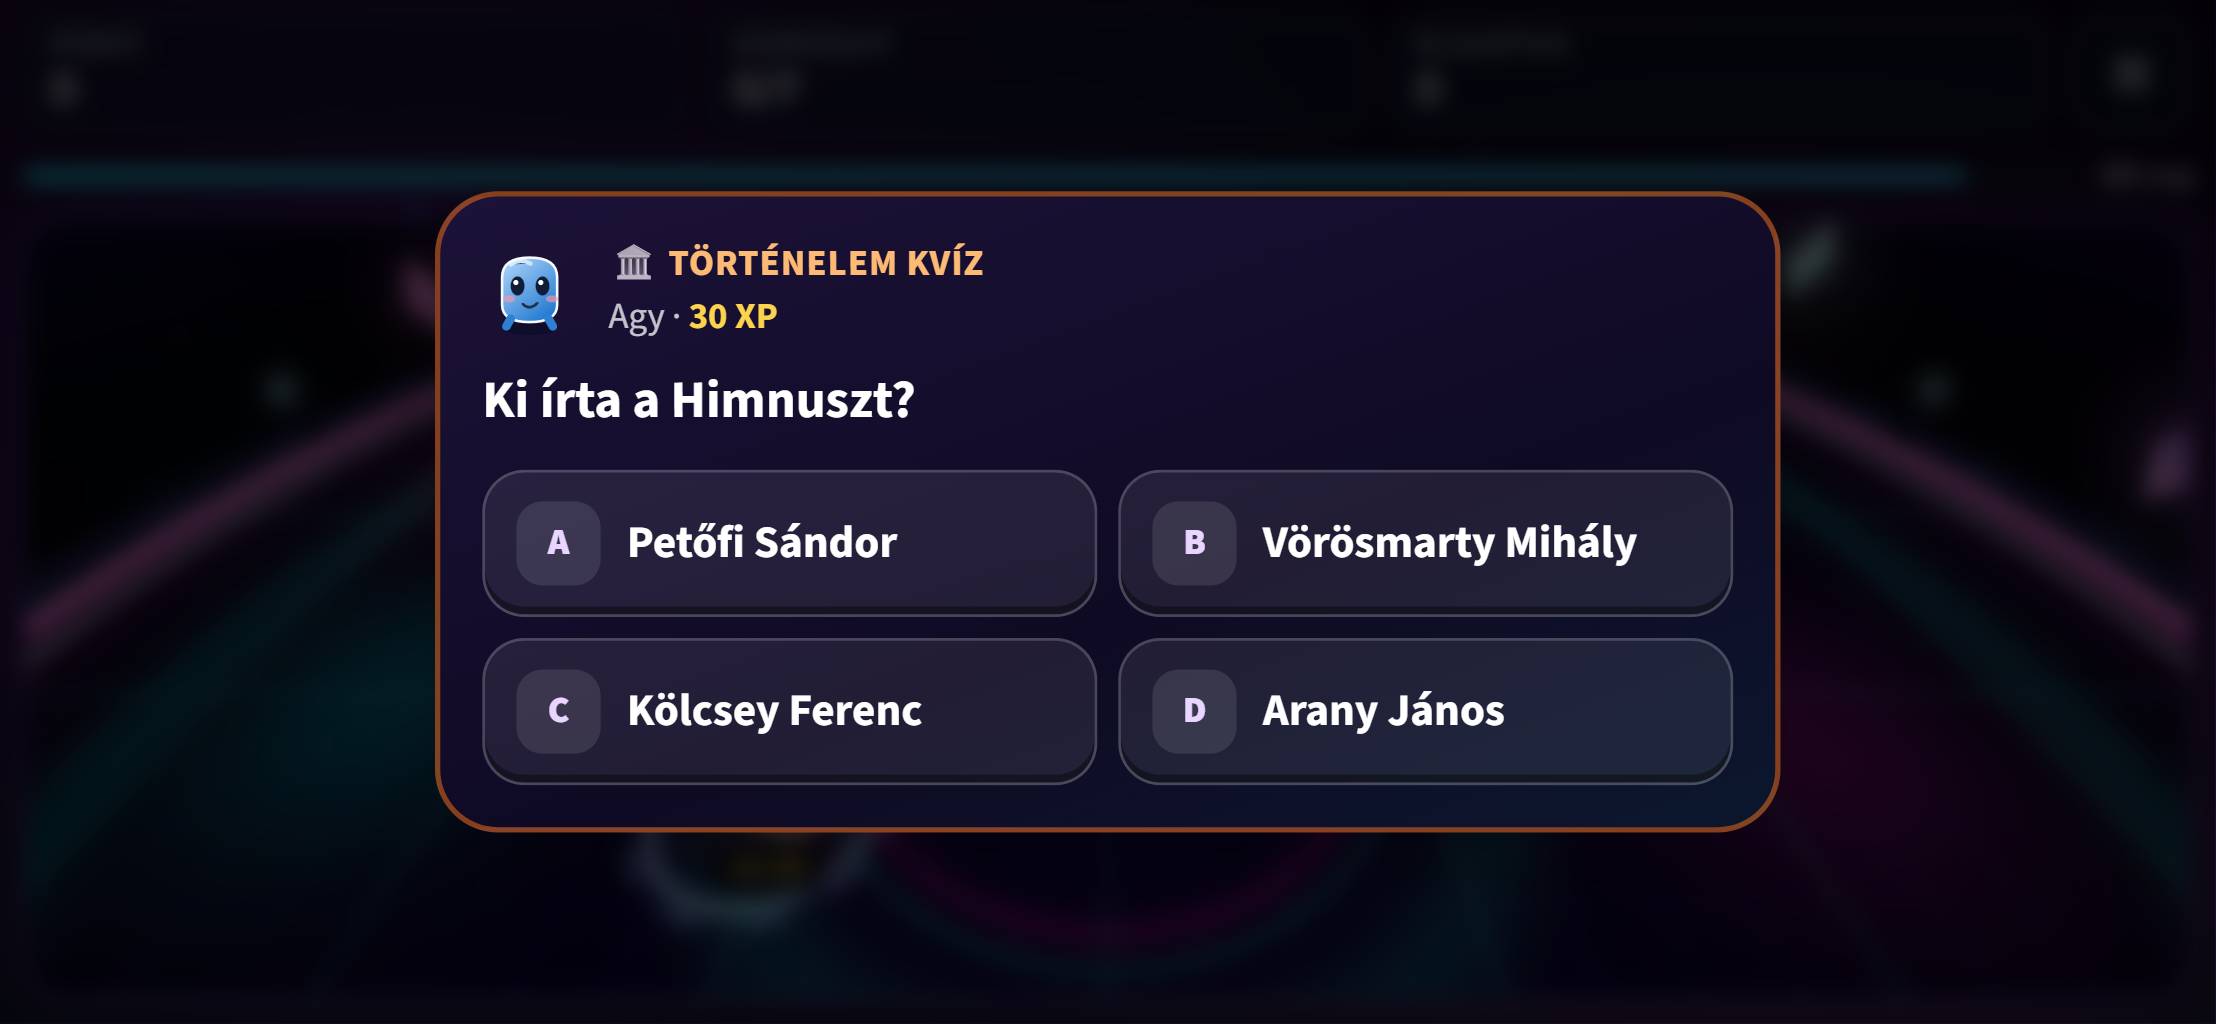 TÖRTÉNELEM KVÍZ
Agy · 30 XP
Ki írta a Himnuszt?
A Petőfi Sándor
B Vörösmarty Mihály
C Kölcsey Ferenc
D Arany János